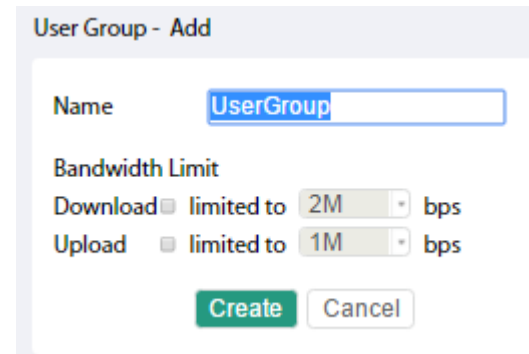 User Group - Add
Name UserGroup
Bandwidth Limit
Download limited to 2M bps
Upload limited to 1M bps
Create Cancel